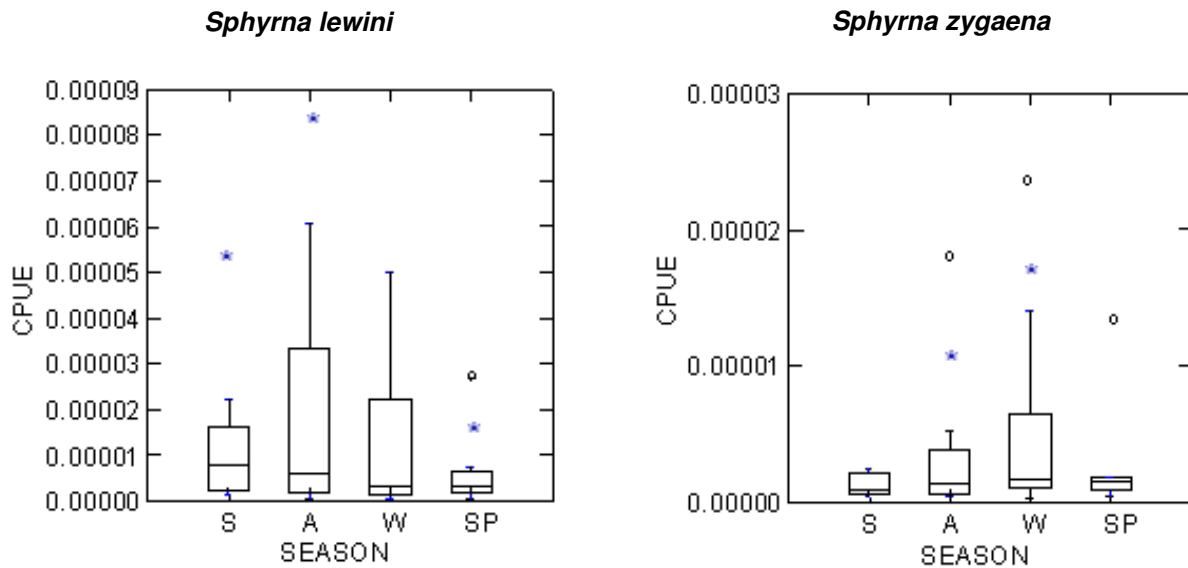 Sphyrna lewini
0.00009
0.00008
0.00007
0.00006
0.00005
0.00004
0.00003
0.00002
0.00001
0.00000
CPUE
S A W SP
SEASON
Sphyrna zygaena
0.00003
0.00002
0.00001
0.00000
CPUE
S A W SP
SEASON